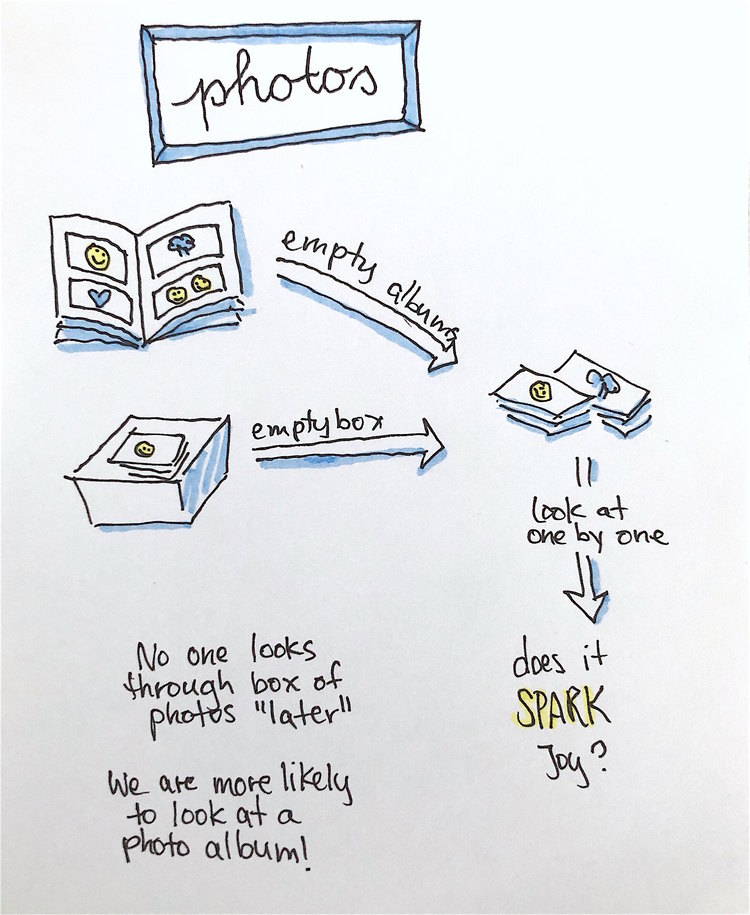 photos
empty albums
empty box
look at
one by one
does it
SPARK
Joy?
No one looks
through box of
photos "later"
We are more likely
to look at a
photo album!